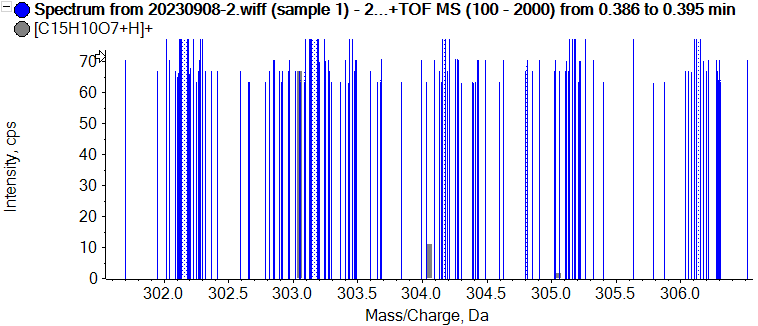 Spectrum from 20230908-2.wiff (sample 1) - 2...+TOF MS (100 - 2000) from 0.386 to 0.395 min
[C15H10O7+H]+
70
60
50
40
30
20
10
0
Intensity, cps
302.0 302.5 303.0 303.5 304.0 304.5 305.0 305.5 306.0
Mass/Charge, Da